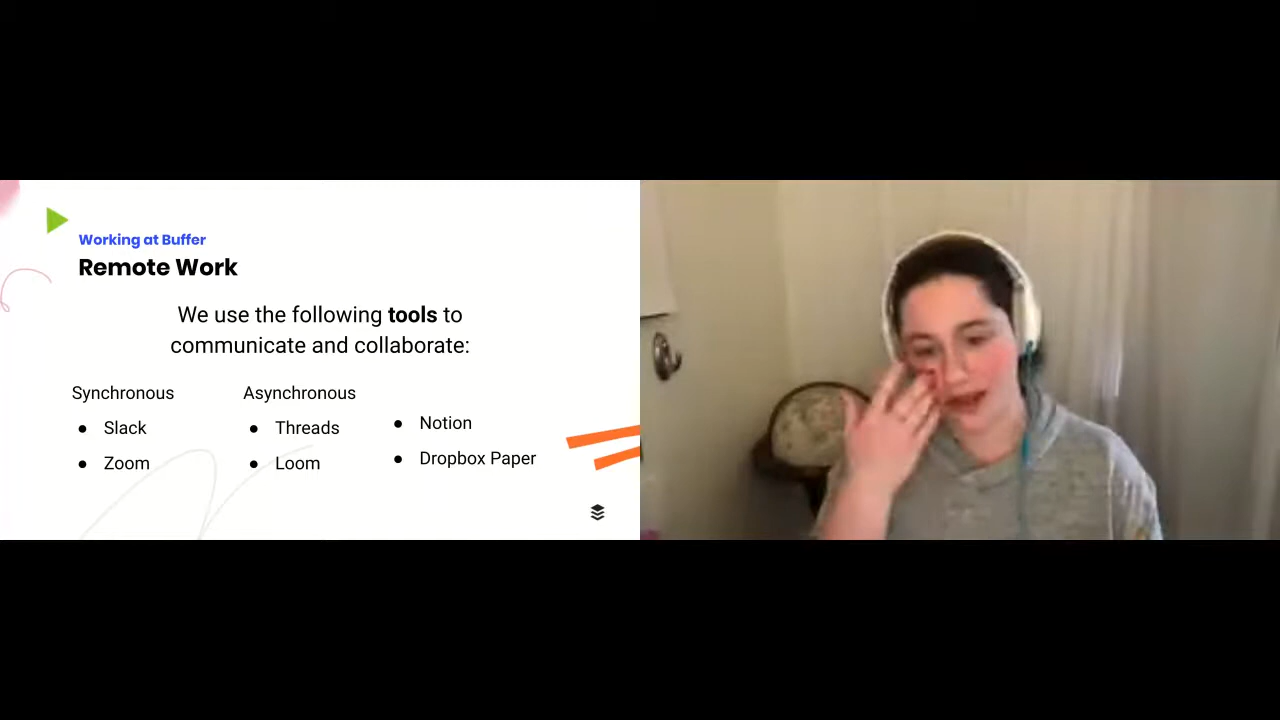 Working at Buffer
Remote Work
We use the following tools to
communicate and collaborate:
Synchronous
● Slack
● Zoom
Asynchronous
● Threads
● Loom
● Notion
● Dropbox Paper